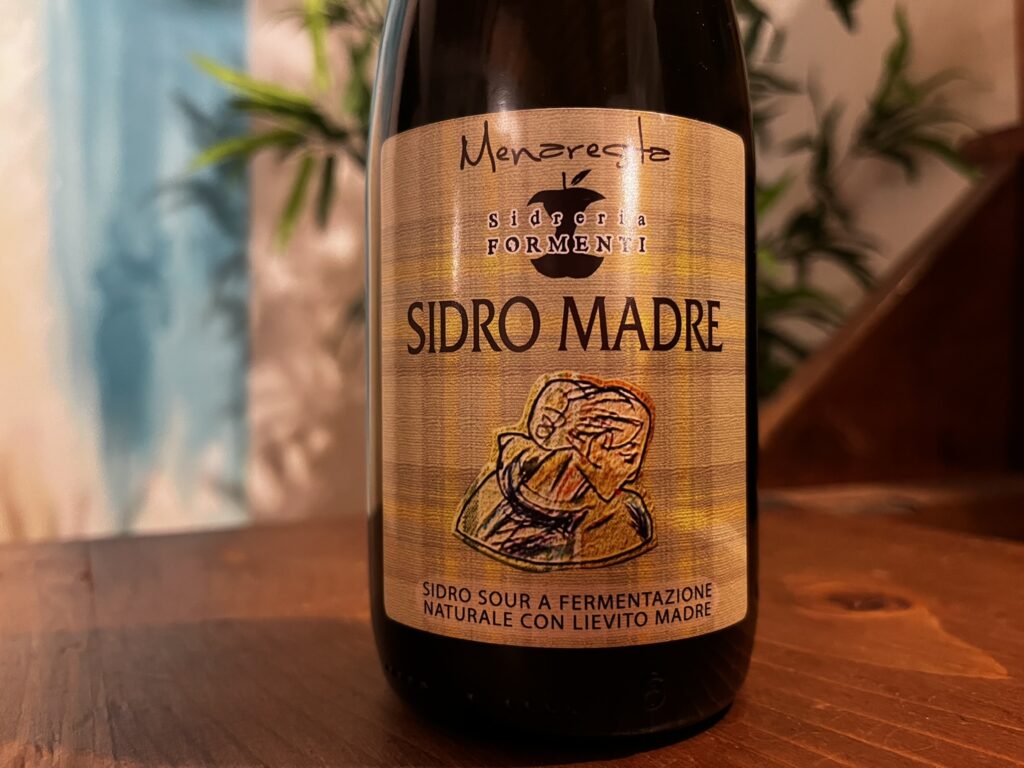 Menaresta
Sidreria
FORMENTI
SIDRO MADRE
SIDRO SOUR A FERMENTAZIONE
NATURALE CON LIEVITO MADRE